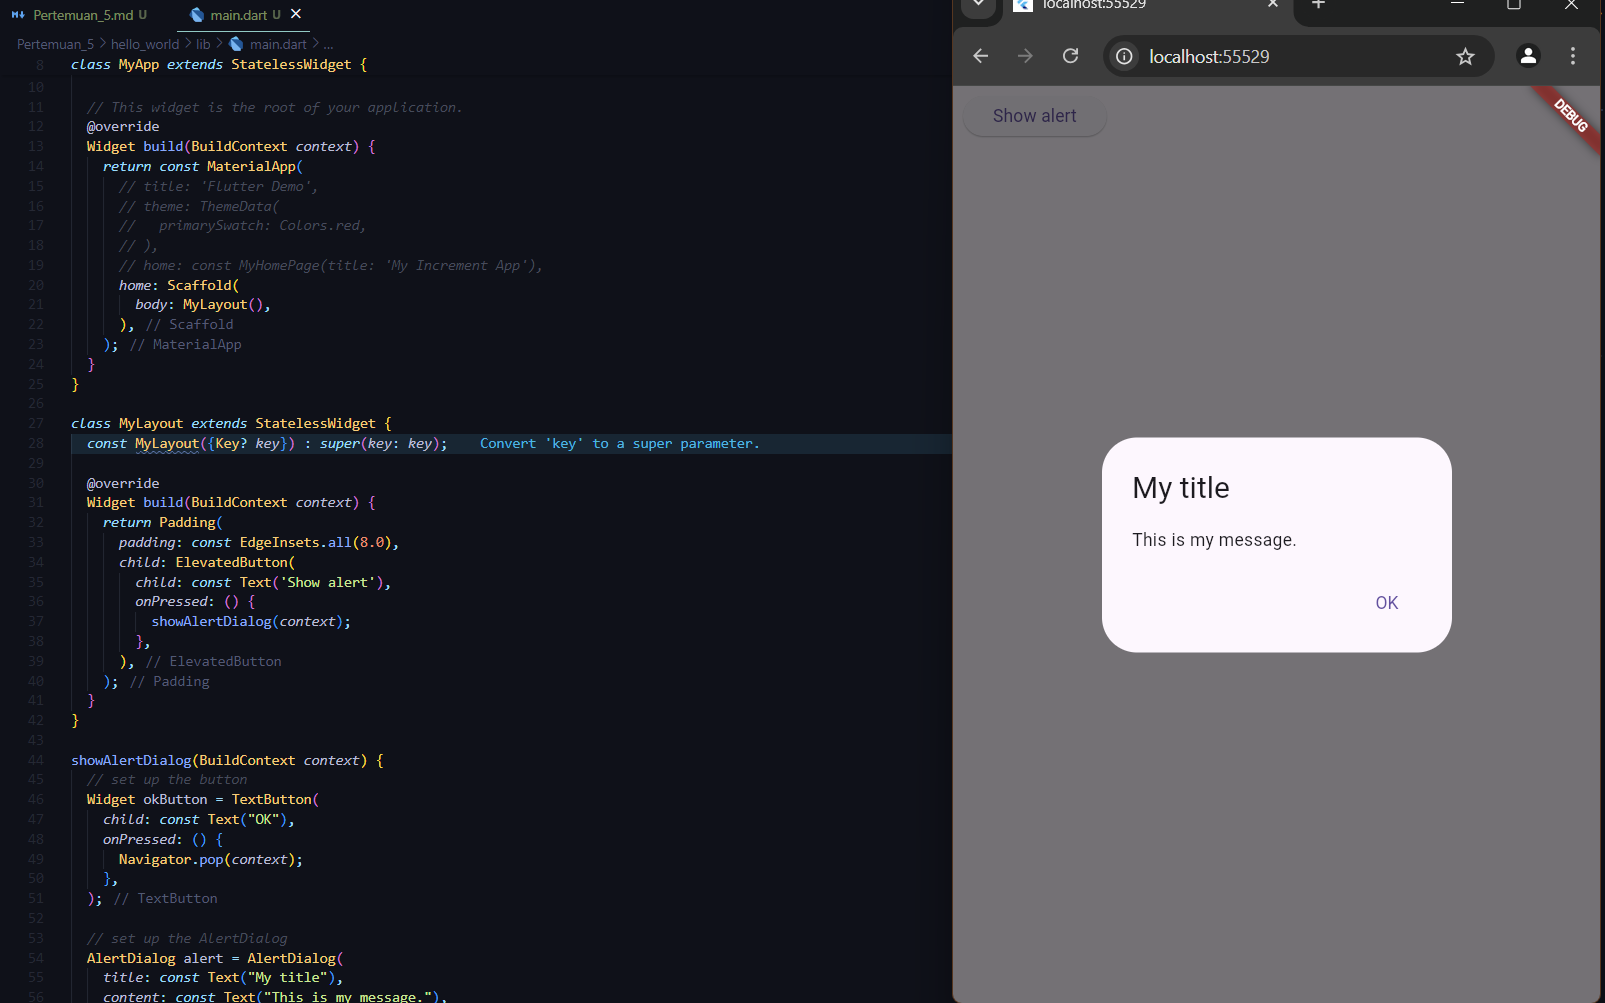 Pertemuan_5.md U
main.dart U
Pertemuan_5 > hello_world > lib > main.dart > ...
8 class MyApp extends StatelessWidget {
10
11 // This widget is the root of your application.
12 @override
13 Widget build(BuildContext context) {
14 return const MaterialApp(
15 // title: 'Flutter Demo',
16 // theme: ThemeData(
17 //   primarySwatch: Colors.red,
18 // ),
19 // home: const MyHomePage(title: 'My Increment App'),
20 home: Scaffold(
21 body: MyLayout(),
22 ), // Scaffold
23 ); // MaterialApp
24 }
25 }
26
27 class MyLayout extends StatelessWidget {
28 const MyLayout({Key? key}) : super(key: key); Convert 'key' to a super parameter.
29
30 @override
31 Widget build(BuildContext context) {
32 return Padding(
33 padding: const EdgeInsets.all(8.0),
34 child: ElevatedButton(
35 child: const Text('Show alert'),
36 onPressed: () {
37 showAlertDialog(context);
38 },
39 ), // ElevatedButton
40 ); // Padding
41 }
42 }
43
44 showAlertDialog(BuildContext context) {
45 // set up the button
46 Widget okButton = TextButton(
47 child: const Text("OK"),
48 onPressed: () {
49 Navigator.pop(context);
50 },
51 ); // TextButton
52
53 // set up the AlertDialog
54 AlertDialog alert = AlertDialog(
55 title: const Text("My title"),
56 content: const Text("This is my message."),
localhost:55529
localhost:55529
Show alert
DEBUG
My title
This is my message.
OK